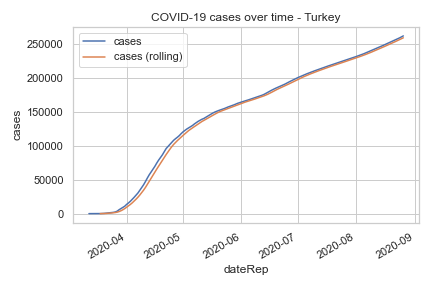 COVID-19 cases over time - Turkey
cases
cases (rolling)
250000
200000
150000
100000
50000
0
cases
2020-04
2020-05
2020-06
2020-07
2020-08
2020-09
dateRep